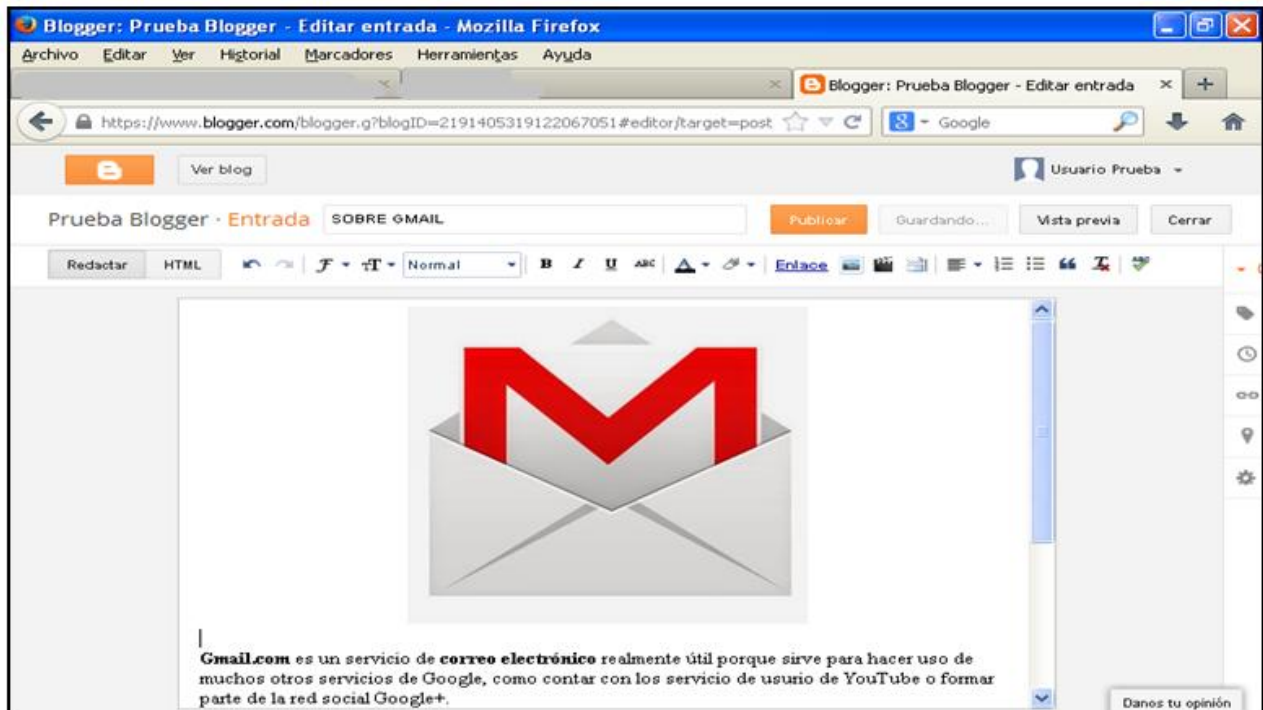 Blogger: Prueba Blogger - Editar entrada - Mozilla Firefox
Archivo Editar Ver Historial Marcadores Herramientas Ayuda
Blogger: Prueba Blogger - Editar entrada
https://www.blogger.com/blogger.g?blogID=2191405319122067051#editor/target=post Google
Ver blog Usuario Prueba
Prueba Blogger · Entrada SOBRE GMAIL Publicar Guardando... Vista previa Cerrar
Redactar HTML F T Normal B I U ABC A Enlace
Gmail.com es un servicio de correo electrónico realmente útil porque sirve para hacer uso de
muchos otros servicios de Google, como contar con los servicio de usurio de YouTube o formar
parte de la red social Google+.
Danos tu opinión